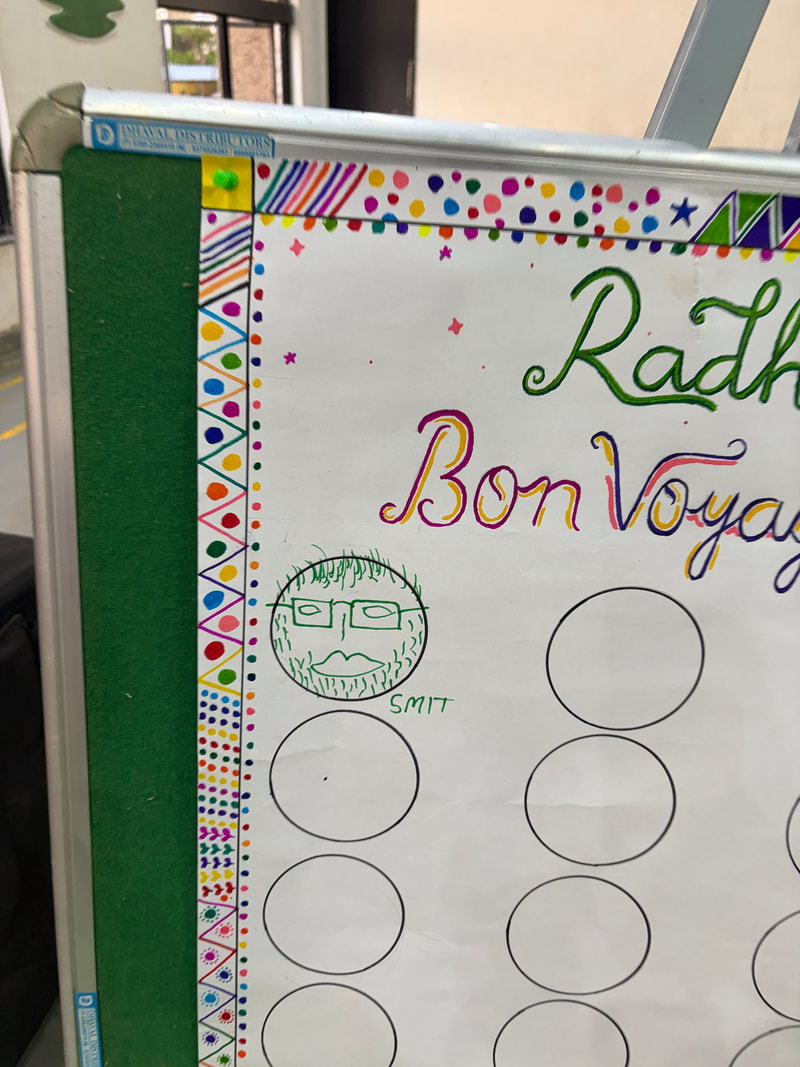 DHAVAL DISTRIBUTORS
Radh
Bon Voyag
SMIT